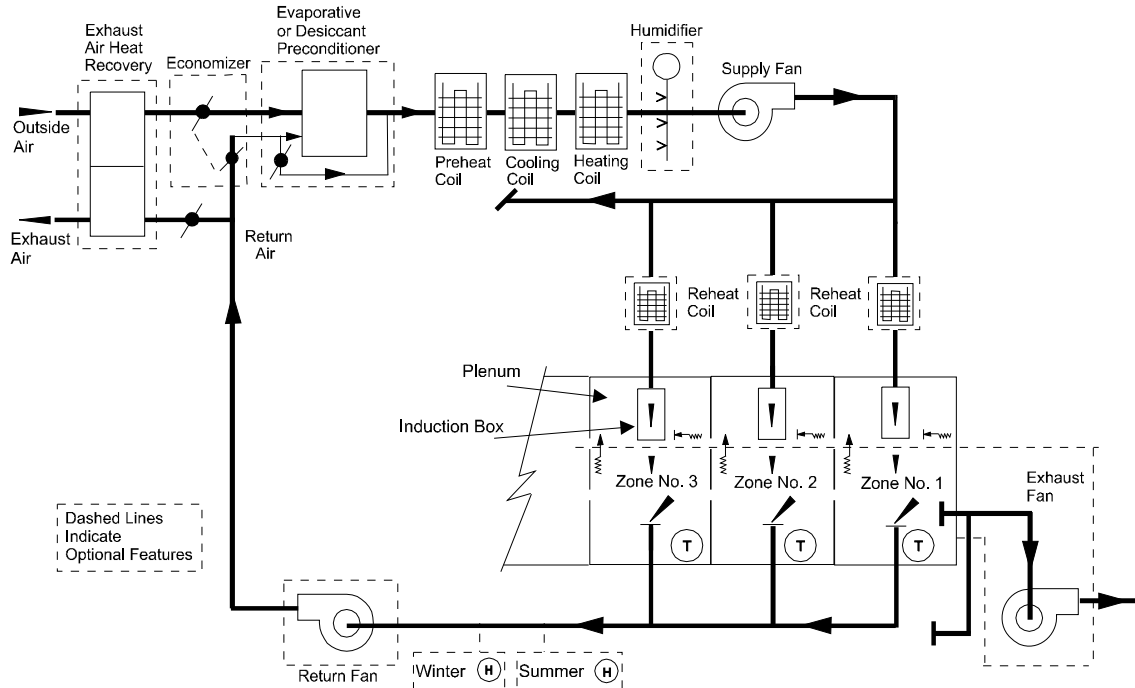 Exhaust
Air Heat
Recovery
Economizer
Evaporative
or Desiccant
Preconditioner
Humidifier
Supply Fan
Outside
Air
Preheat
Coil
Cooling
Coil
Heating
Coil
Exhaust
Air
Return
Air
Reheat
Coil
Reheat
Coil
Plenum
Induction Box
Zone No. 3
Zone No. 2
Zone No. 1
Exhaust
Fan
T
T
T
Dashed Lines
Indicate
Optional Features
Return Fan
Winter H
Summer H